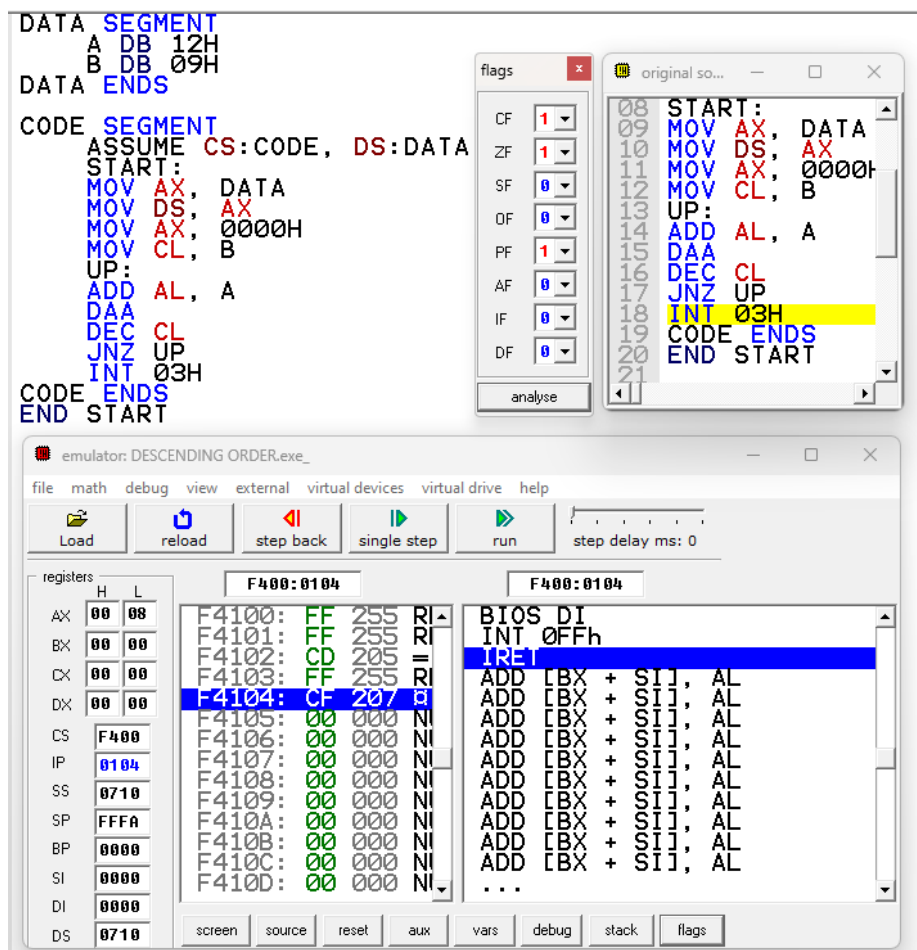 DATA SEGMENT
A DB 12H
B DB 09H
DATA ENDS
CODE SEGMENT
ASSUME CS:CODE, DS:DATA
START:
MOV AX, DATA
MOV DS, AX
MOV AX, 0000H
MOV CL, B
UP:
ADD AL, A
DAA
DEC CL
JNZ UP
INT 03H
CODE ENDS
END START
flags x
CF 1
ZF 1
SF 0
OF 0
PF 1
AF 0
IF 0
DF 0
analyse
original so...
08 START:
09 MOV AX, DATA
10 MOV DS, AX
11 MOV AX, 0000H
12 MOV CL, B
13 UP:
14 ADD AL, A
15 DAA
16 DEC CL
17 JNZ UP
18 INT 03H
19 CODE ENDS
20 END START
21
emulator: DESCENDING ORDER.exe_
file math debug view external virtual devices virtual drive help
Load reload step back single step run step delay ms: 0
registers
H L
AX 00 08
BX 00 00
CX 00 00
DX 00 00
CS F400
IP 0104
SS 0710
SP FFFA
BP 0000
SI 0000
DI 0000
DS 0710
F400:0104
F4100: FF 255 RE
F4101: FF 255 RE
F4102: CD 205 =
F4103: FF 255 RE
F4104: CF 207 ¤
F4105: 00 000 NU
F4106: 00 000 NU
F4107: 00 000 NU
F4108: 00 000 NU
F4109: 00 000 NU
F410A: 00 000 NU
F410B: 00 000 NU
F410C: 00 000 NU
F410D: 00 000 NU
F400:0104
BIOS DI
INT 0FFh
IRET
ADD [BX + SI], AL
ADD [BX + SI], AL
ADD [BX + SI], AL
ADD [BX + SI], AL
ADD [BX + SI], AL
ADD [BX + SI], AL
ADD [BX + SI], AL
ADD [BX + SI], AL
ADD [BX + SI], AL
ADD [BX + SI], AL
...
screen source reset aux vars debug stack flags